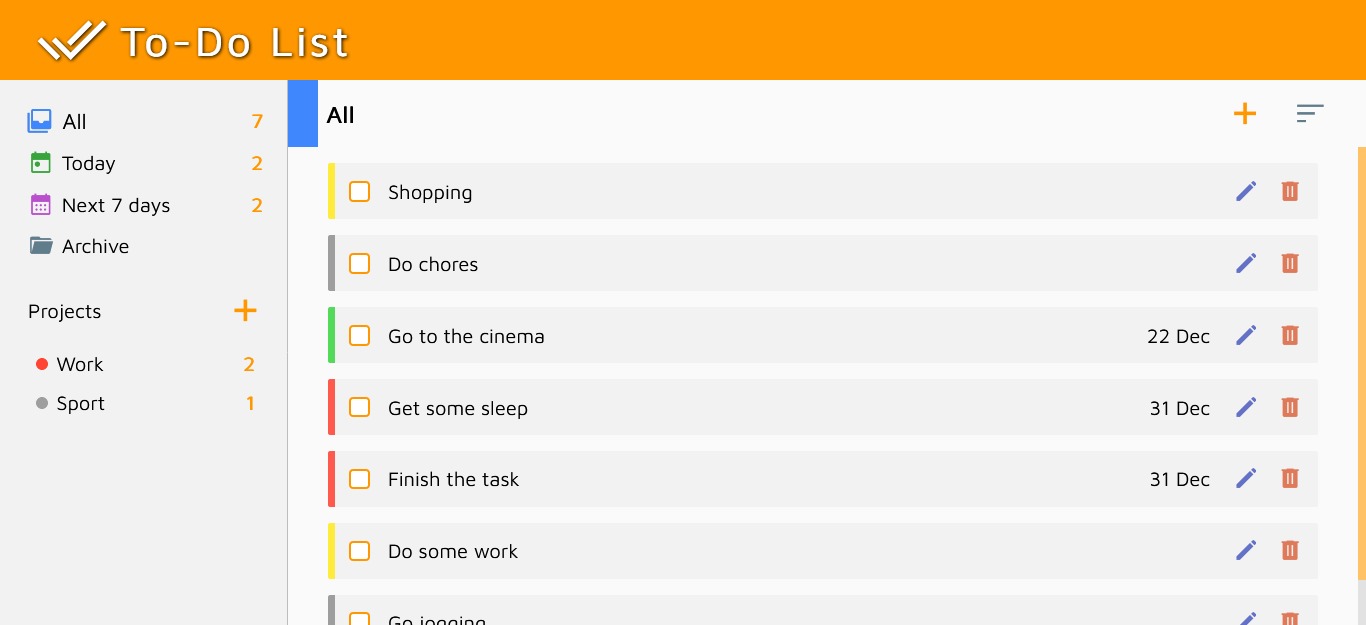 To-Do List
All 7
Today 2
Next 7 days 2
Archive
Projects
Work 2
Sport 1
All
Shopping
Do chores
Go to the cinema 22 Dec
Get some sleep 31 Dec
Finish the task 31 Dec
Do some work
Go jogging